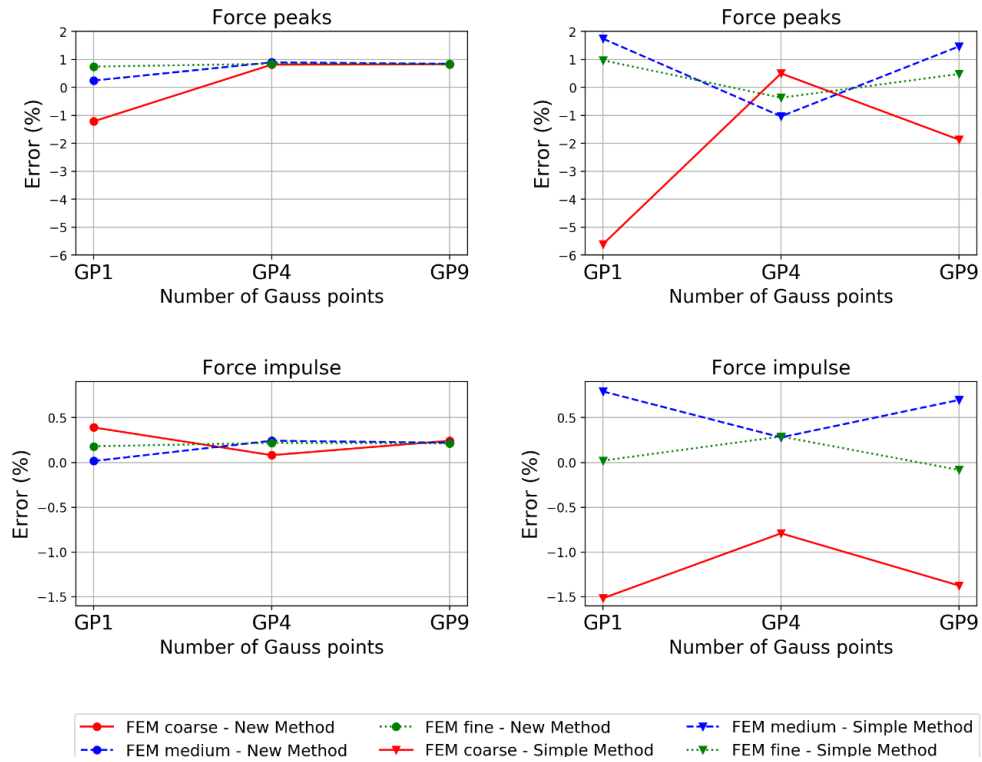 Force peaks
2
1
0
−1
−2
−3
−4
−5
−6
Error (%)
GP1 GP4 GP9
Number of Gauss points
Force peaks
2
1
0
−1
−2
−3
−4
−5
−6
Error (%)
GP1 GP4 GP9
Number of Gauss points
Force impulse
0.5
0.0
−0.5
−1.0
−1.5
Error (%)
GP1 GP4 GP9
Number of Gauss points
Force impulse
0.5
0.0
−0.5
−1.0
−1.5
Error (%)
GP1 GP4 GP9
Number of Gauss points
FEM coarse - New Method FEM fine - New Method FEM medium - Simple Method
FEM medium - New Method FEM coarse - Simple Method FEM fine - Simple Method